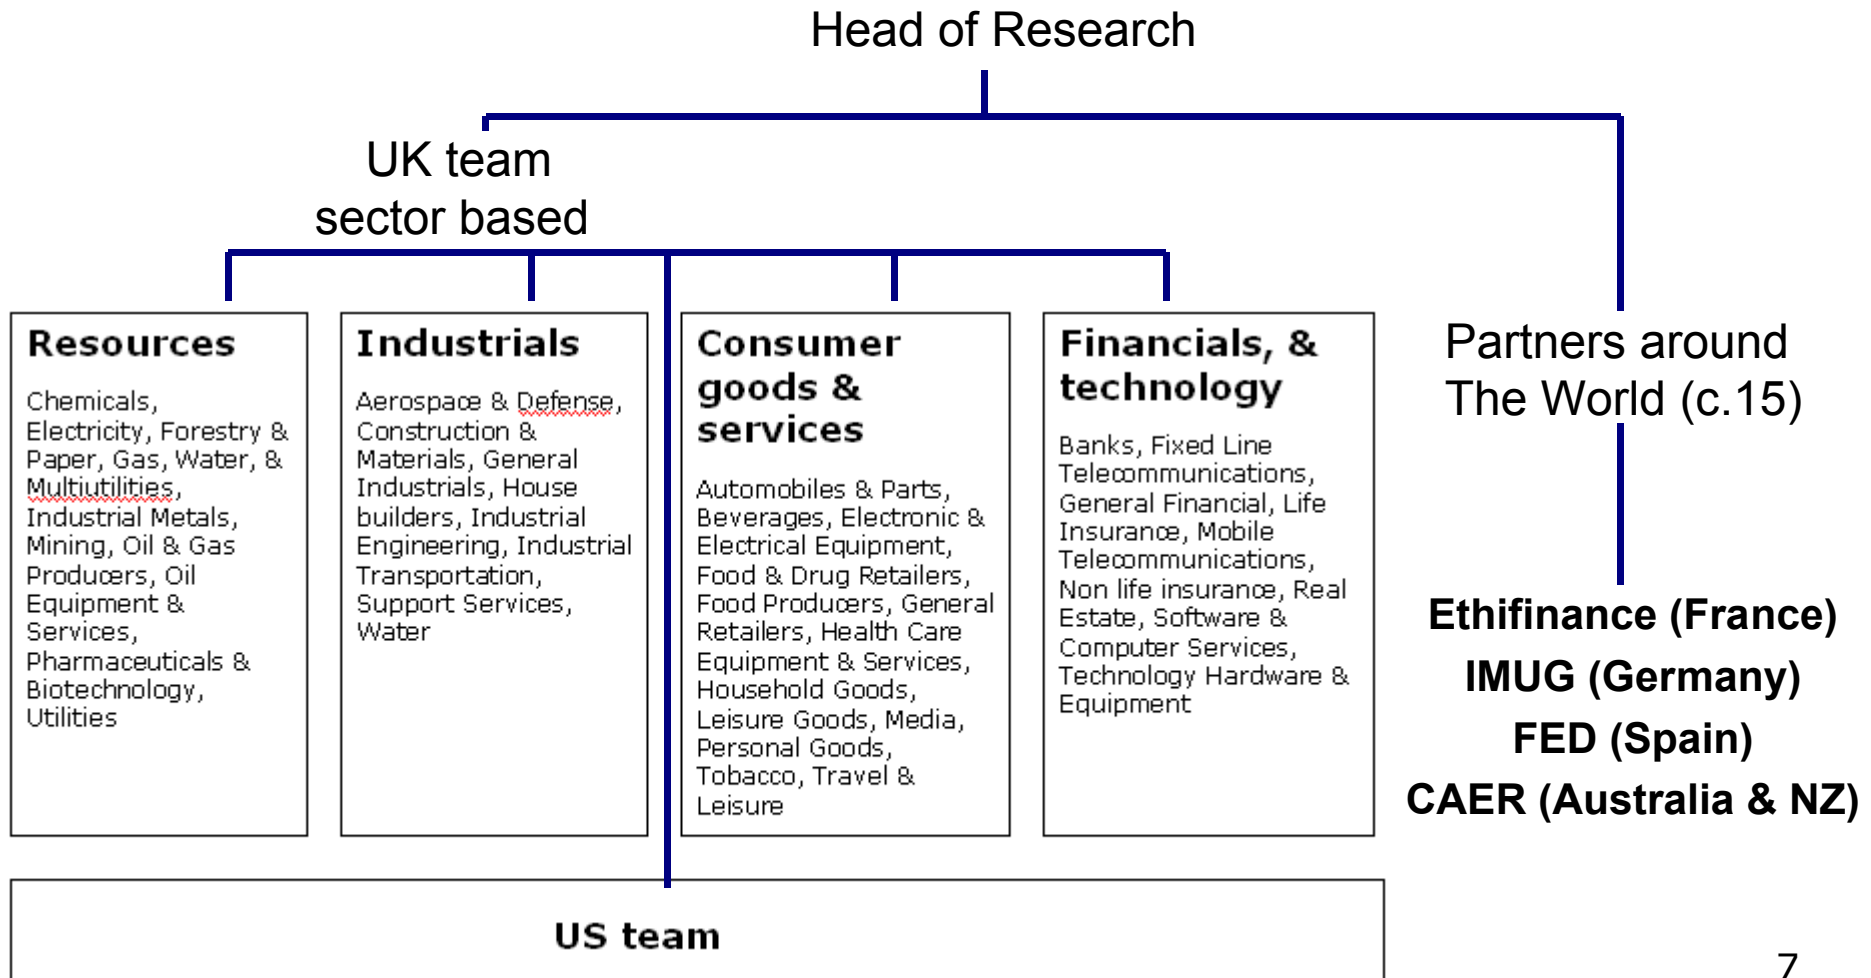 Head of Research
UK team
sector based
Resources
Chemicals,
Electricity, Forestry &
Paper, Gas, Water, &
Multiutilities,
Industrial Metals,
Mining, Oil & Gas
Producers, Oil
Equipment &
Services,
Pharmaceuticals &
Biotechnology,
Utilities
Industrials
Aerospace & Defense,
Construction &
Materials, General
Industrials, House
builders, Industrial
Engineering, Industrial
Transportation,
Support Services,
Water
Consumer
goods &
services
Automobiles & Parts,
Beverages, Electronic &
Electrical Equipment,
Food & Drug Retailers,
Food Producers, General
Retailers, Health Care
Equipment & Services,
Household Goods,
Leisure Goods, Media,
Personal Goods,
Tobacco, Travel &
Leisure
Financials, &
technology
Banks, Fixed Line
Telecommunications,
General Financial, Life
Insurance, Mobile
Telecommunications,
Non life insurance, Real
Estate, Software &
Computer Services,
Technology Hardware &
Equipment
Partners around
The World (c.15)
Ethifinance (France)
IMUG (Germany)
FED (Spain)
CAER (Australia & NZ)
US team
7